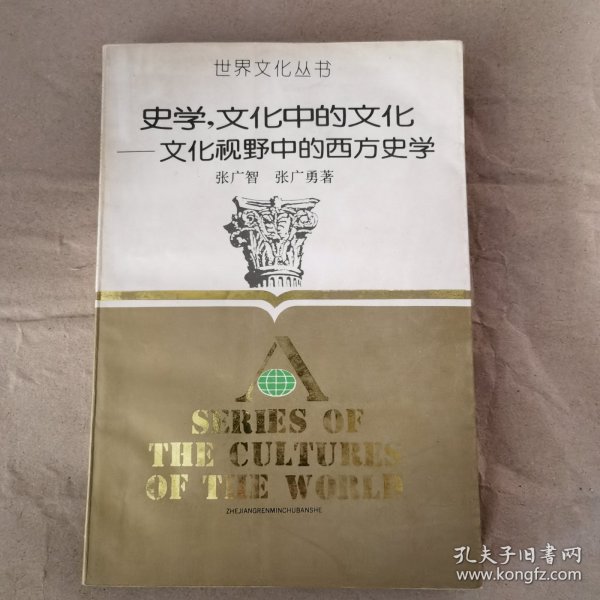 世界文化丛书
史学，文化中的文化
——文化视野中的西方史学
张广智 张广勇著
A
SERIES OF
THE CULTURES
OF THE WORLD
ZHEJIANGRENMINCHUBANSHE
孔夫子旧书网
www.kongfz.com